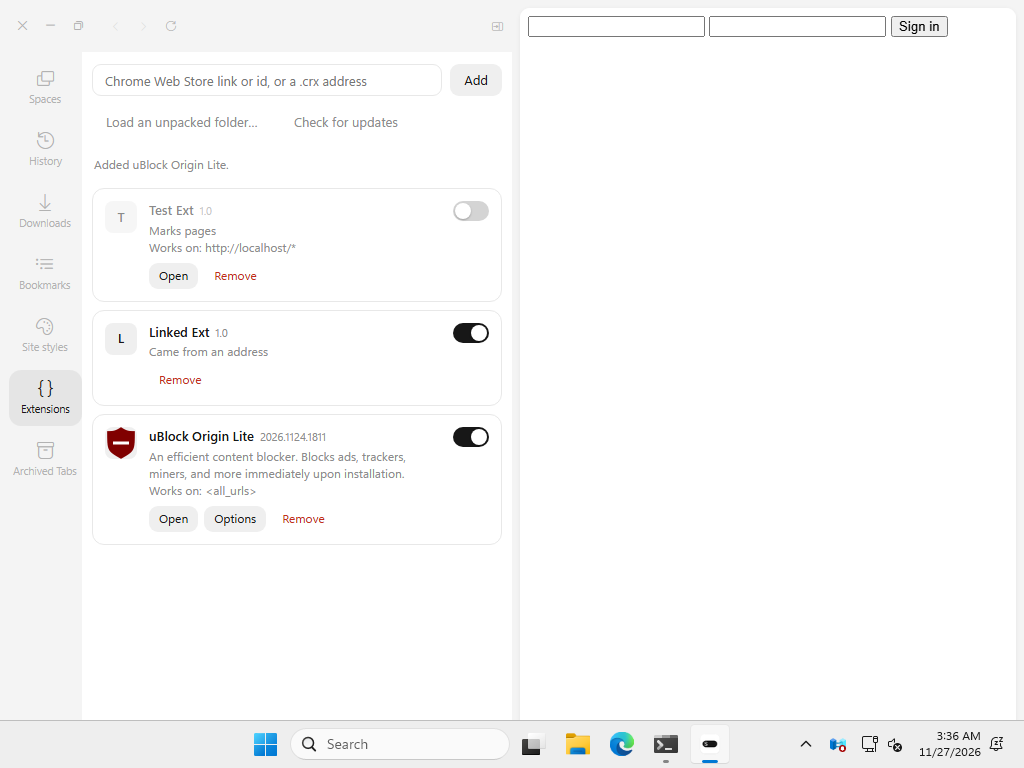 Sign in
Spaces
History
Downloads
Bookmarks
Site styles
Extensions
Archived Tabs
Chrome Web Store link or id, or a .crx address
Add
Load an unpacked folder...
Check for updates
Added uBlock Origin Lite.
T
Test Ext 1.0
Marks pages
Works on: http://localhost/*
Open
Remove
L
Linked Ext 1.0
Came from an address
Remove
uBlock Origin Lite 2026.1124.1811
An efficient content blocker. Blocks ads, trackers,
miners, and more immediately upon installation.
Works on: <all_urls>
Open
Options
Remove
Search
3:36 AM
11/27/2026